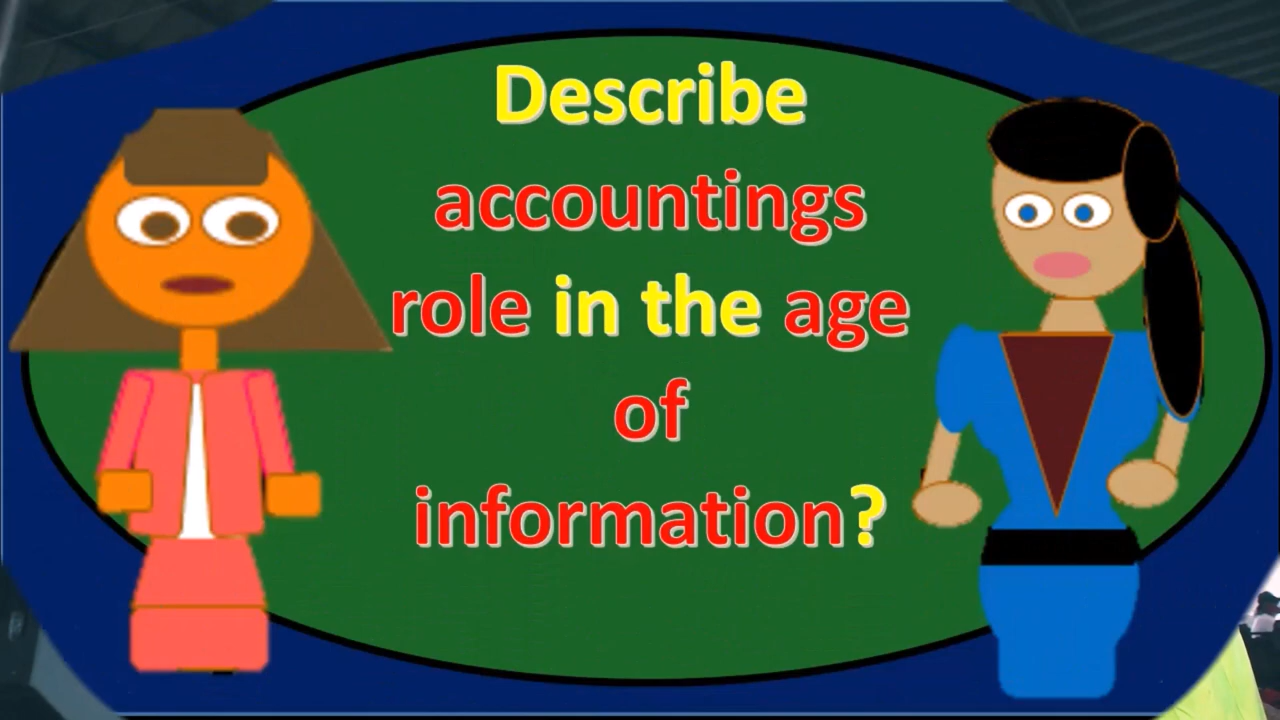 Describe
accountings
role in the age
of
information?